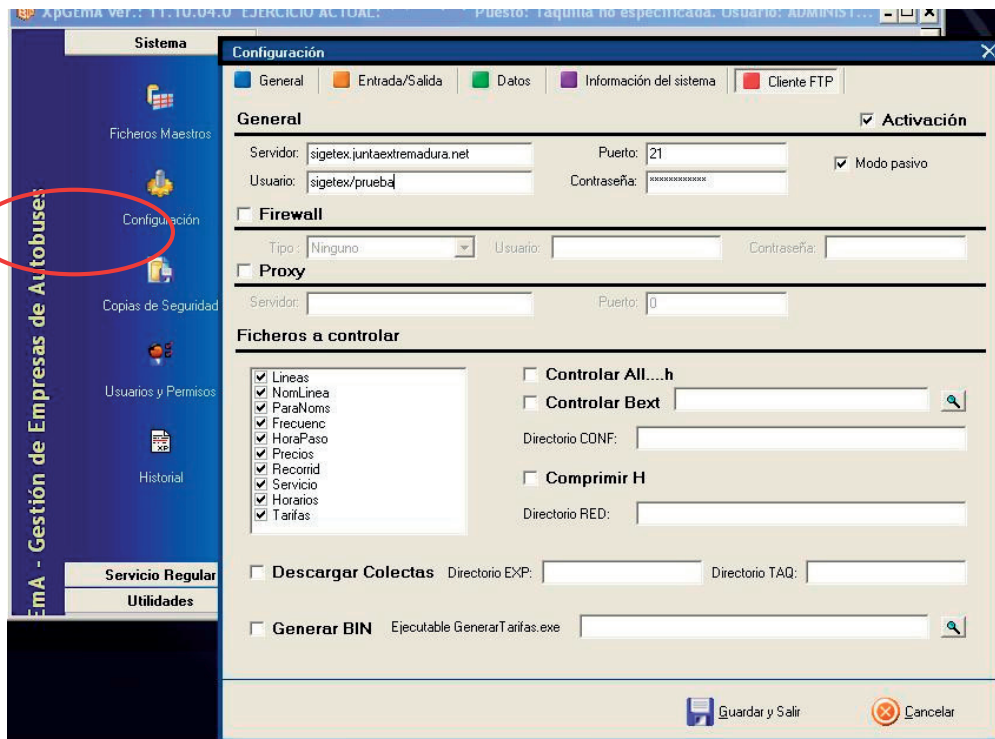 XpGEmA Ver.: 11.10.04.0 EJERCICIO ACTUAL: Puesto: Taquilla no especificada. Usuario: ADMINIST...
Sistema
Ficheros Maestros
Configuración
Copias de Seguridad
Usuarios y Permisos
Historial
Servicio Regular
Utilidades
EmA - Gestión de Empresas de Autobuses
Configuración
General Entrada/Salida Datos Información del sistema Cliente FTP
General Activación
Servidor: sigetex.juntaextremadura.net Puerto: 21 Modo pasivo
Usuario: sigetex/prueba Contraseña: ************
Firewall
Tipo: Ninguno Usuario: Contraseña:
Proxy
Servidor: Puerto: 0
Ficheros a controlar
Lineas
NomLinea
ParaNoms
Frecuenc
HoraPaso
Precios
Recorrid
Servicio
Horarios
Tarifas
Controlar All....h
Controlar Bext
Directorio CONF:
Comprimir H
Directorio RED:
Descargar Colectas Directorio EXP: Directorio TAQ:
Generar BIN Ejecutable GenerarTarifas.exe
Guardar y Salir Cancelar